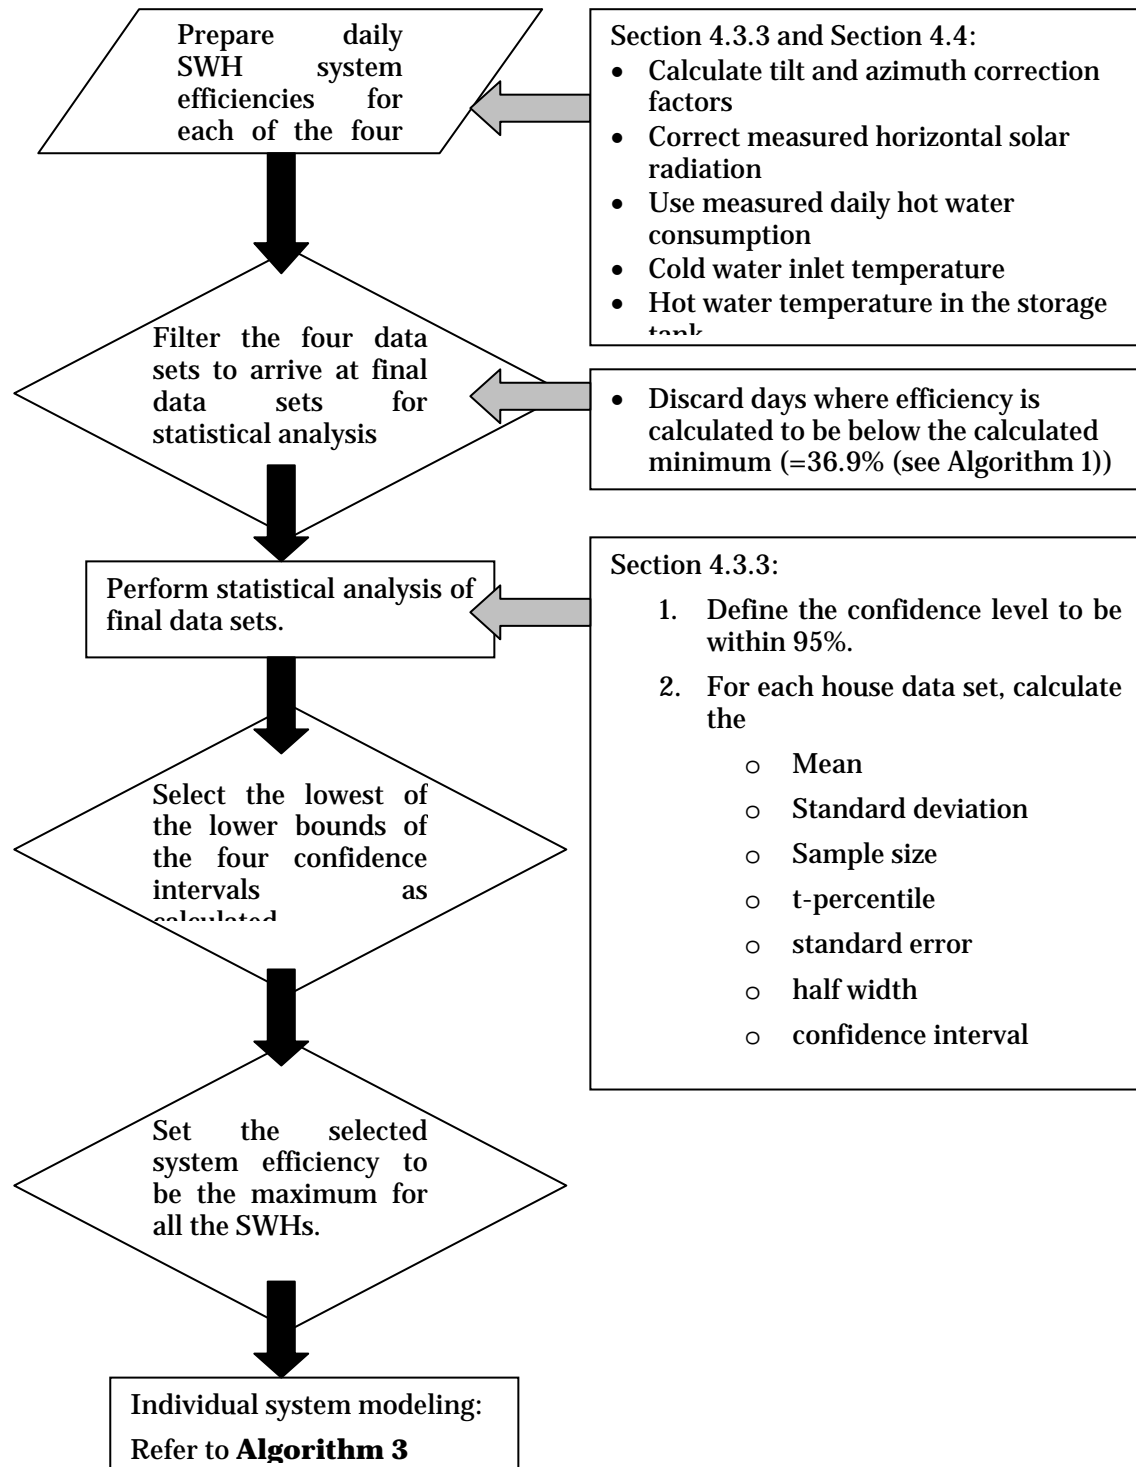 Prepare daily
SWH system
efficiencies for
each of the four
Section 4.3.3 and Section 4.4:
• Calculate tilt and azimuth correction
factors
• Correct measured horizontal solar
radiation
• Use measured daily hot water
consumption
• Cold water inlet temperature
• Hot water temperature in the storage
tank
Filter the four data
sets to arrive at final
data sets for
statistical analysis
• Discard days where efficiency is
calculated to be below the calculated
minimum (=36.9% (see Algorithm 1))
Perform statistical analysis of
final data sets.
Section 4.3.3:
1. Define the confidence level to be
within 95%.
2. For each house data set, calculate
the
o Mean
o Standard deviation
o Sample size
o t-percentile
o standard error
o half width
o confidence interval
Select the lowest of
the lower bounds of
the four confidence
intervals as
calculated
Set the selected
system efficiency to
be the maximum for
all the SWHs.
Individual system modeling:
Refer to Algorithm 3